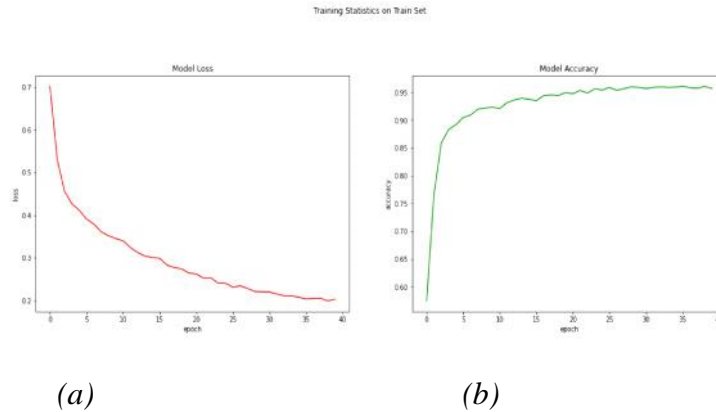 Training Statistics on Train Set
Model Loss
0.7
0.6
0.5
0.4
0.3
0.2
loss
0 5 10 15 20 25 30 35 40
epoch
Model Accuracy
0.95
0.90
0.85
0.80
0.75
0.70
0.65
0.60
accuracy
0 5 10 15 20 25 30 35
epoch
(a) (b)